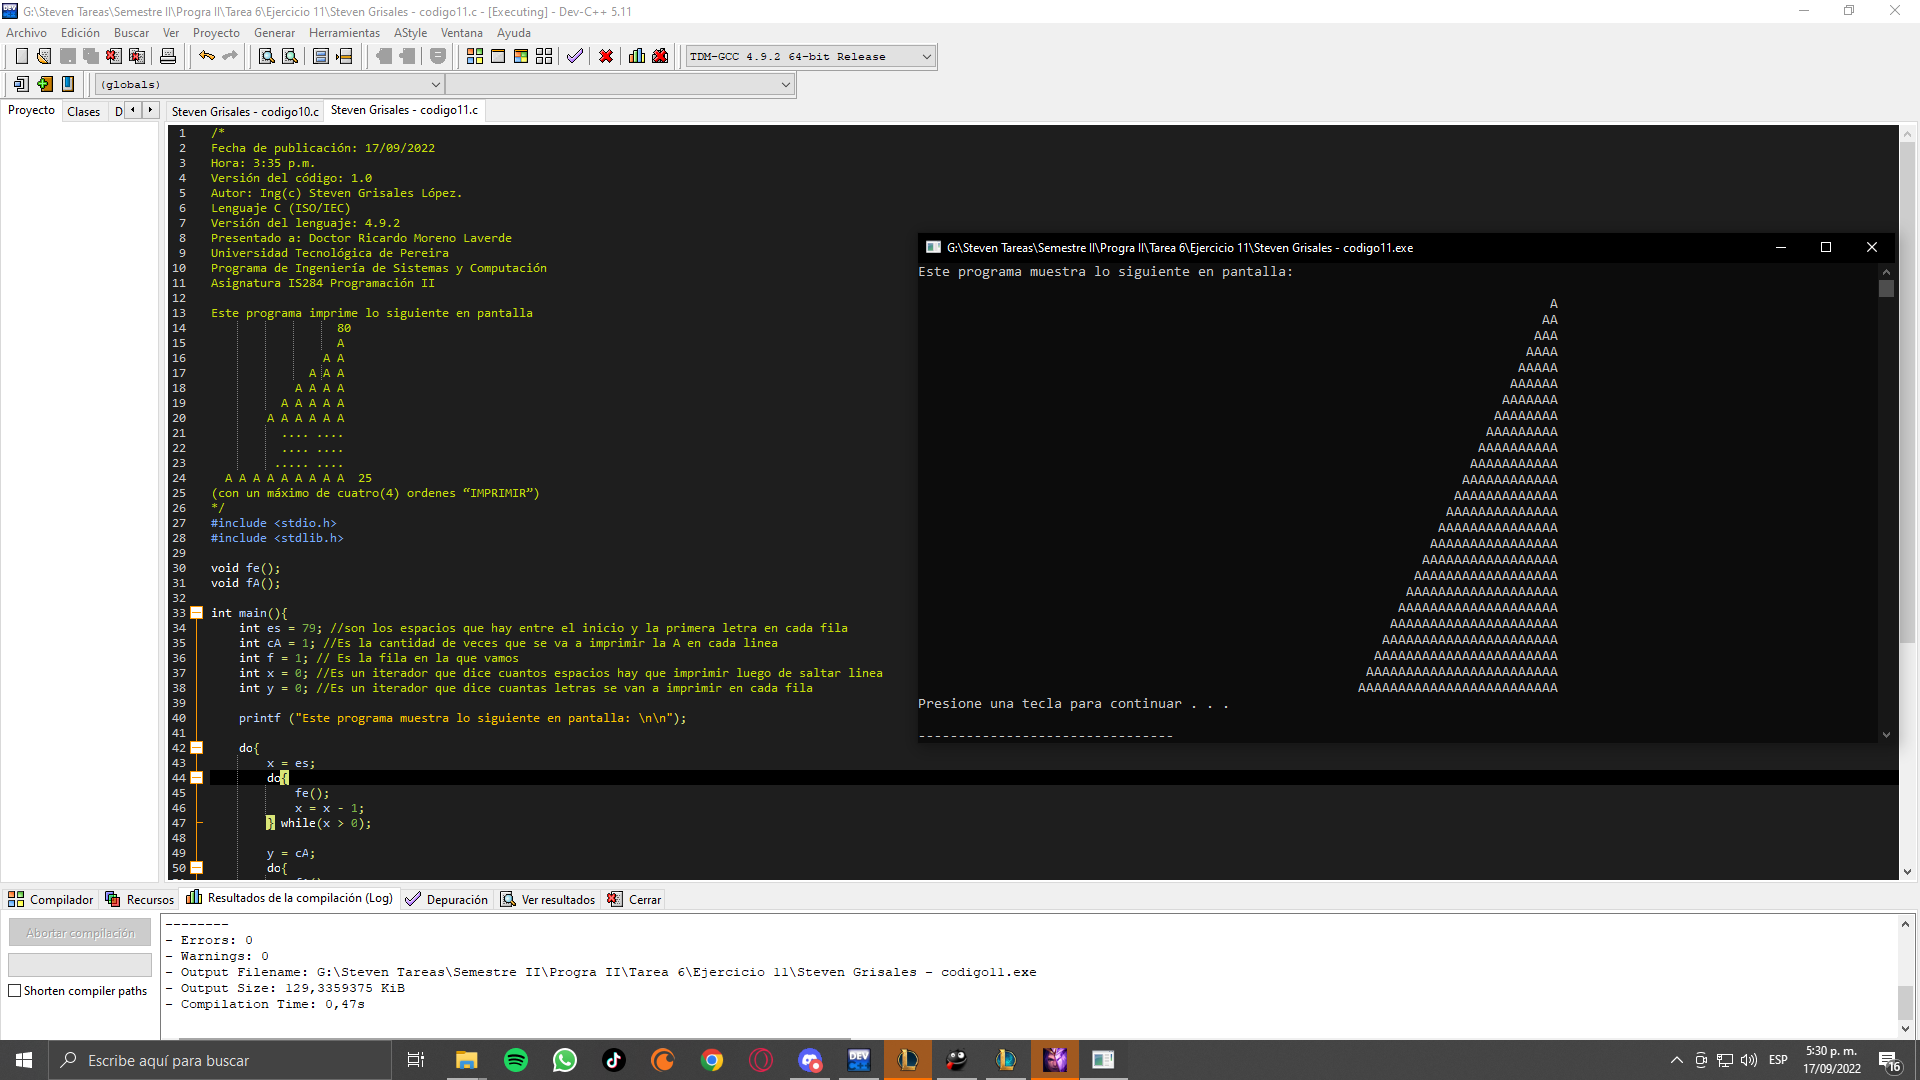 G:\Steven Tareas\Semestre II\Progra II\Tarea 6\Ejercicio 11\Steven Grisales - codigo11.c - [Executing] - Dev-C++ 5.11
Archivo Edición Buscar Ver Proyecto Generar Herramientas AStyle Ventana Ayuda
TDM-GCC 4.9.2 64-bit Release
(globals)
Proyecto Clases D Steven Grisales - codigo10.c Steven Grisales - codigo11.c
1 /*
2 Fecha de publicación: 17/09/2022
3 Hora: 3:35 p.m.
4 Versión del código: 1.0
5 Autor: Ing(c) Steven Grisales López.
6 Lenguaje C (ISO/IEC)
7 Versión del lenguaje: 4.9.2
8 Presentado a: Doctor Ricardo Moreno Laverde
9 Universidad Tecnológica de Pereira
10 Programa de Ingeniería de Sistemas y Computación
11 Asignatura IS284 Programación II
12
13 Este programa imprime lo siguiente en pantalla
14 80
15 A
16 A A
17 A A A
18 A A A A
19 A A A A A
20 A A A A A A
21 .... ....
22 .... ....
23 ..... ....
24 A A A A A A A A A 25
25 (con un máximo de cuatro(4) ordenes “IMPRIMIR”)
26 */
27 #include <stdio.h>
28 #include <stdlib.h>
29
30 void fe();
31 void fA();
32
33 int main(){
34 int es = 79; //son los espacios que hay entre el inicio y la primera letra en cada fila
35 int cA = 1; //Es la cantidad de veces que se va a imprimir la A en cada linea
36 int f = 1; // Es la fila en la que vamos
37 int x = 0; //Es un iterador que dice cuantos espacios hay que imprimir luego de saltar linea
38 int y = 0; //Es un iterador que dice cuantas letras se van a imprimir en cada fila
39
40 printf ("Este programa muestra lo siguiente en pantalla: \n\n");
41
42 do{
43 x = es;
44 do{
45 fe();
46 x = x - 1;
47 } while(x > 0);
48
49 y = cA;
50 do{
G:\Steven Tareas\Semestre II\Progra II\Tarea 6\Ejercicio 11\Steven Grisales - codigo11.exe
Este programa muestra lo siguiente en pantalla:
A
AA
AAA
AAAA
AAAAA
AAAAAA
AAAAAAA
AAAAAAAA
AAAAAAAAA
AAAAAAAAAA
AAAAAAAAAAA
AAAAAAAAAAAA
AAAAAAAAAAAAA
AAAAAAAAAAAAAA
AAAAAAAAAAAAAAA
AAAAAAAAAAAAAAAA
AAAAAAAAAAAAAAAAA
AAAAAAAAAAAAAAAAAA
AAAAAAAAAAAAAAAAAAA
AAAAAAAAAAAAAAAAAAAA
AAAAAAAAAAAAAAAAAAAAA
AAAAAAAAAAAAAAAAAAAAAA
AAAAAAAAAAAAAAAAAAAAAAA
AAAAAAAAAAAAAAAAAAAAAAAA
AAAAAAAAAAAAAAAAAAAAAAAAA
Presione una tecla para continuar . . .
--------------------------------
Compilador Recursos Resultados de la compilación (Log) Depuración Ver resultados Cerrar
Abortar compilación
Shorten compiler paths
--------
- Errors: 0
- Warnings: 0
- Output Filename: G:\Steven Tareas\Semestre II\Progra II\Tarea 6\Ejercicio 11\Steven Grisales - codigo11.exe
- Output Size: 129,3359375 KiB
- Compilation Time: 0,47s
Escribe aquí para buscar
DEV
ESP
5:30 p. m.
17/09/2022
16